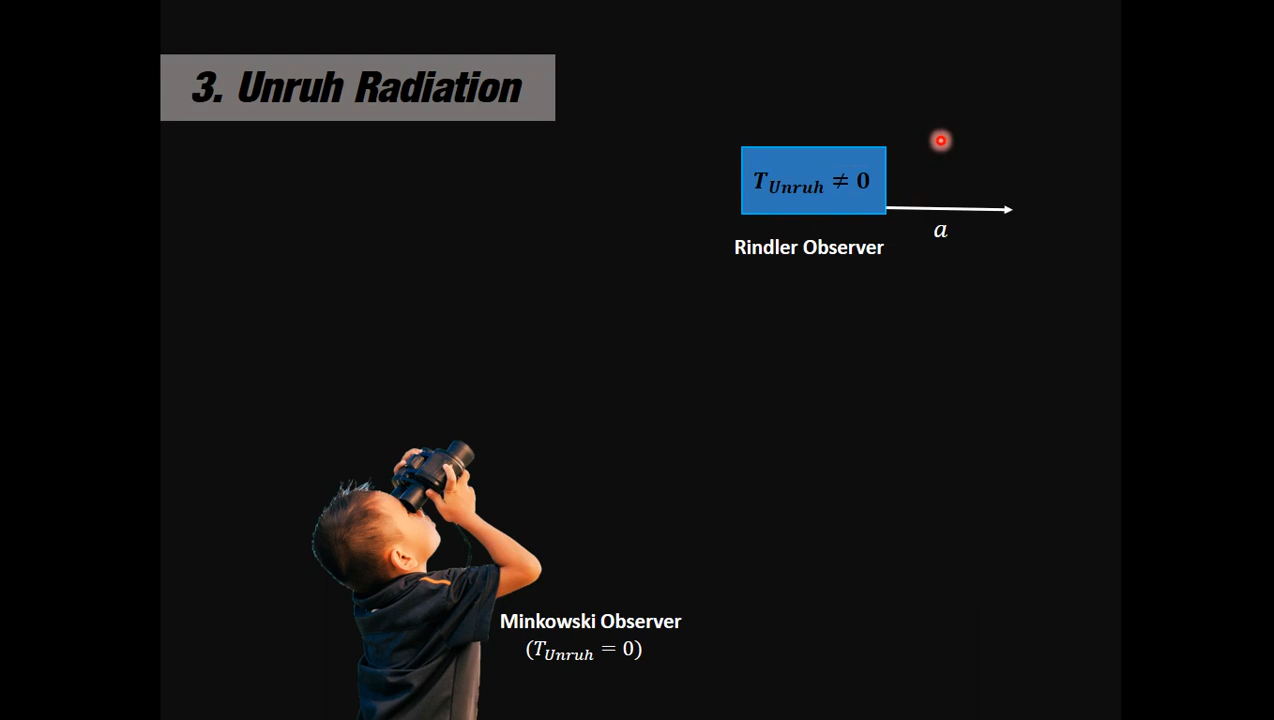 3. Unruh Radiation
T_Unruh ≠ 0
a
Rindler Observer
Minkowski Observer
(T_Unruh = 0)